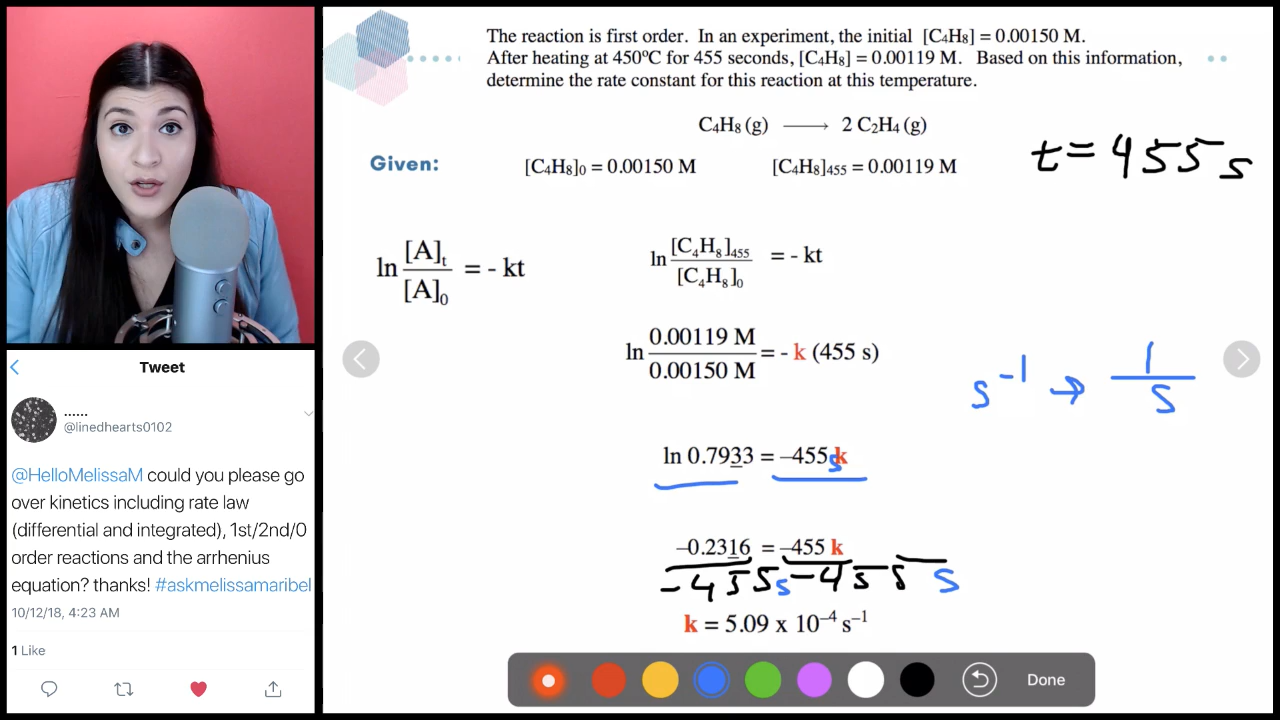 The reaction is first order. In an experiment, the initial [C₄H₈] = 0.00150 M.
After heating at 450ºC for 455 seconds, [C₄H₈] = 0.00119 M. Based on this information,
determine the rate constant for this reaction at this temperature.
C₄H₈ (g) ⟶ 2 C₂H₄ (g)
Given: [C₄H₈]₀ = 0.00150 M [C₄H₈]₄₅₅ = 0.00119 M
t = 455 s
ln [A]ₜ / [A]₀ = - kt
ln [C₄H₈]₄₅₅ / [C₄H₈]₀ = - kt
ln 0.00119 M / 0.00150 M = - k (455 s)
s⁻¹ → 1 / s
ln 0.7933 = –455 s k
–0.2316 = –455 k
-455 s -455 s
k = 5.09 x 10⁻⁴ s⁻¹
Done
Tweet
......
@linedhearts0102
@HelloMelissaM could you please go
over kinetics including rate law
(differential and integrated), 1st/2nd/0
order reactions and the arrhenius
equation? thanks! #askmelissamaribel
10/12/18, 4:23 AM
1 Like